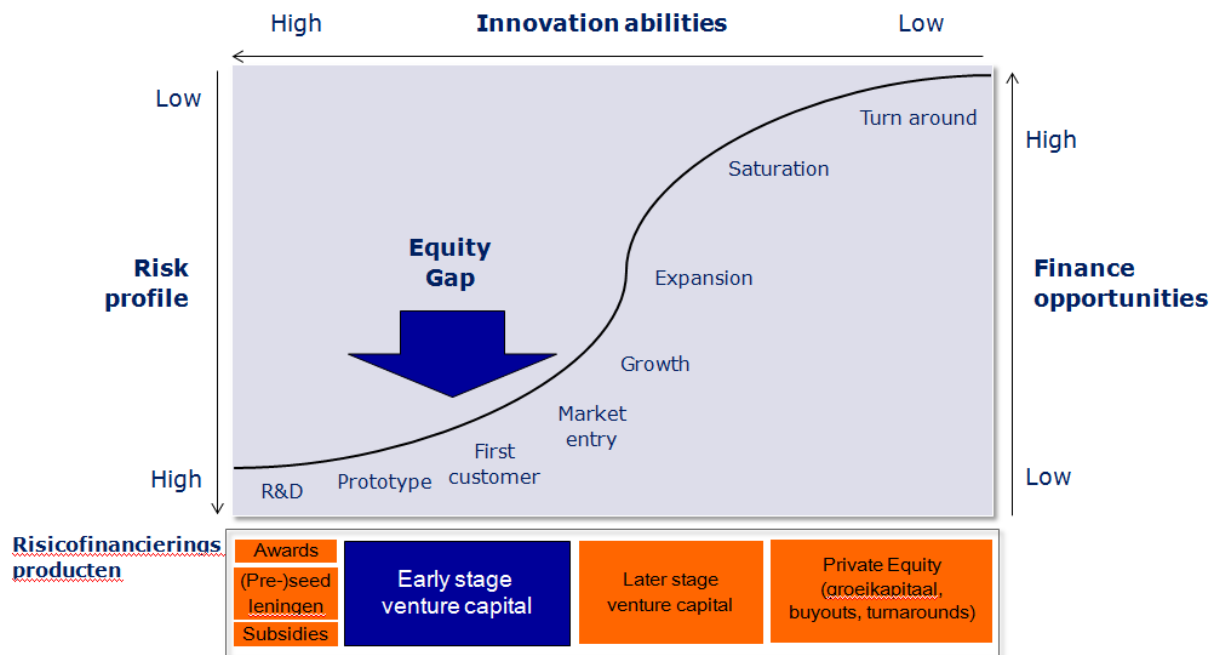 High
Innovation abilities
Low
Low
Turn around
High
Saturation
Equity
Gap
Risk
profile
Expansion
Finance
opportunities
Growth
Market
entry
First
customer
High
R&D
Prototype
Low
Risicofinancierings
producten
Awards
(Pre-)seed
leningen
Subsidies
Early stage
venture capital
Later stage
venture capital
Private Equity
(groeikapitaal,
buyouts, turnarounds)